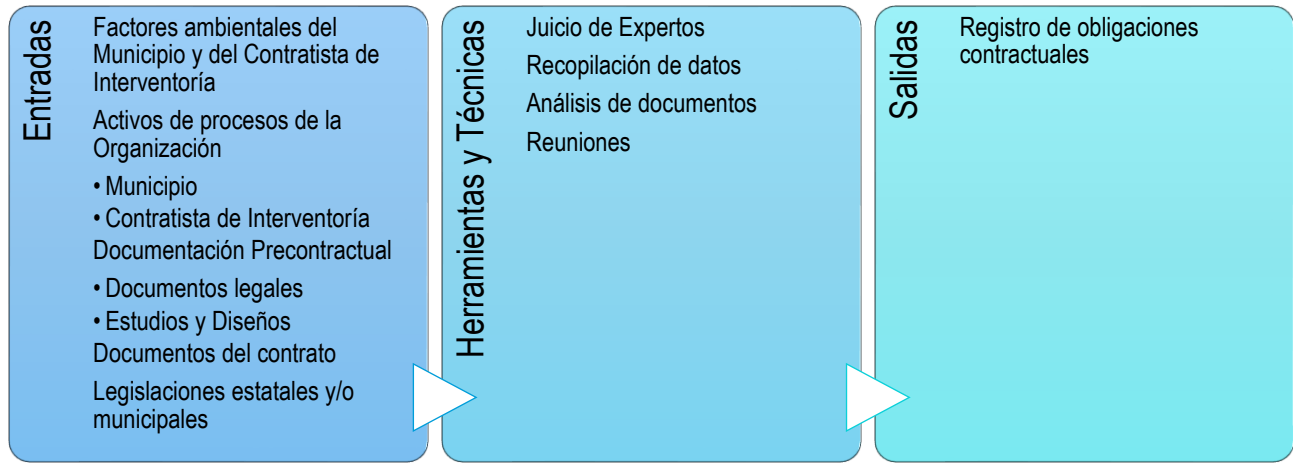 Entradas
Factores ambientales del
Municipio y del Contratista de
Interventoría
Activos de procesos de la
Organización
• Municipio
• Contratista de Interventoría
Documentación Precontractual
• Documentos legales
• Estudios y Diseños
Documentos del contrato
Legislaciones estatales y/o
municipales
Herramientas y Técnicas
Juicio de Expertos
Recopilación de datos
Análisis de documentos
Reuniones
Salidas
Registro de obligaciones
contractuales